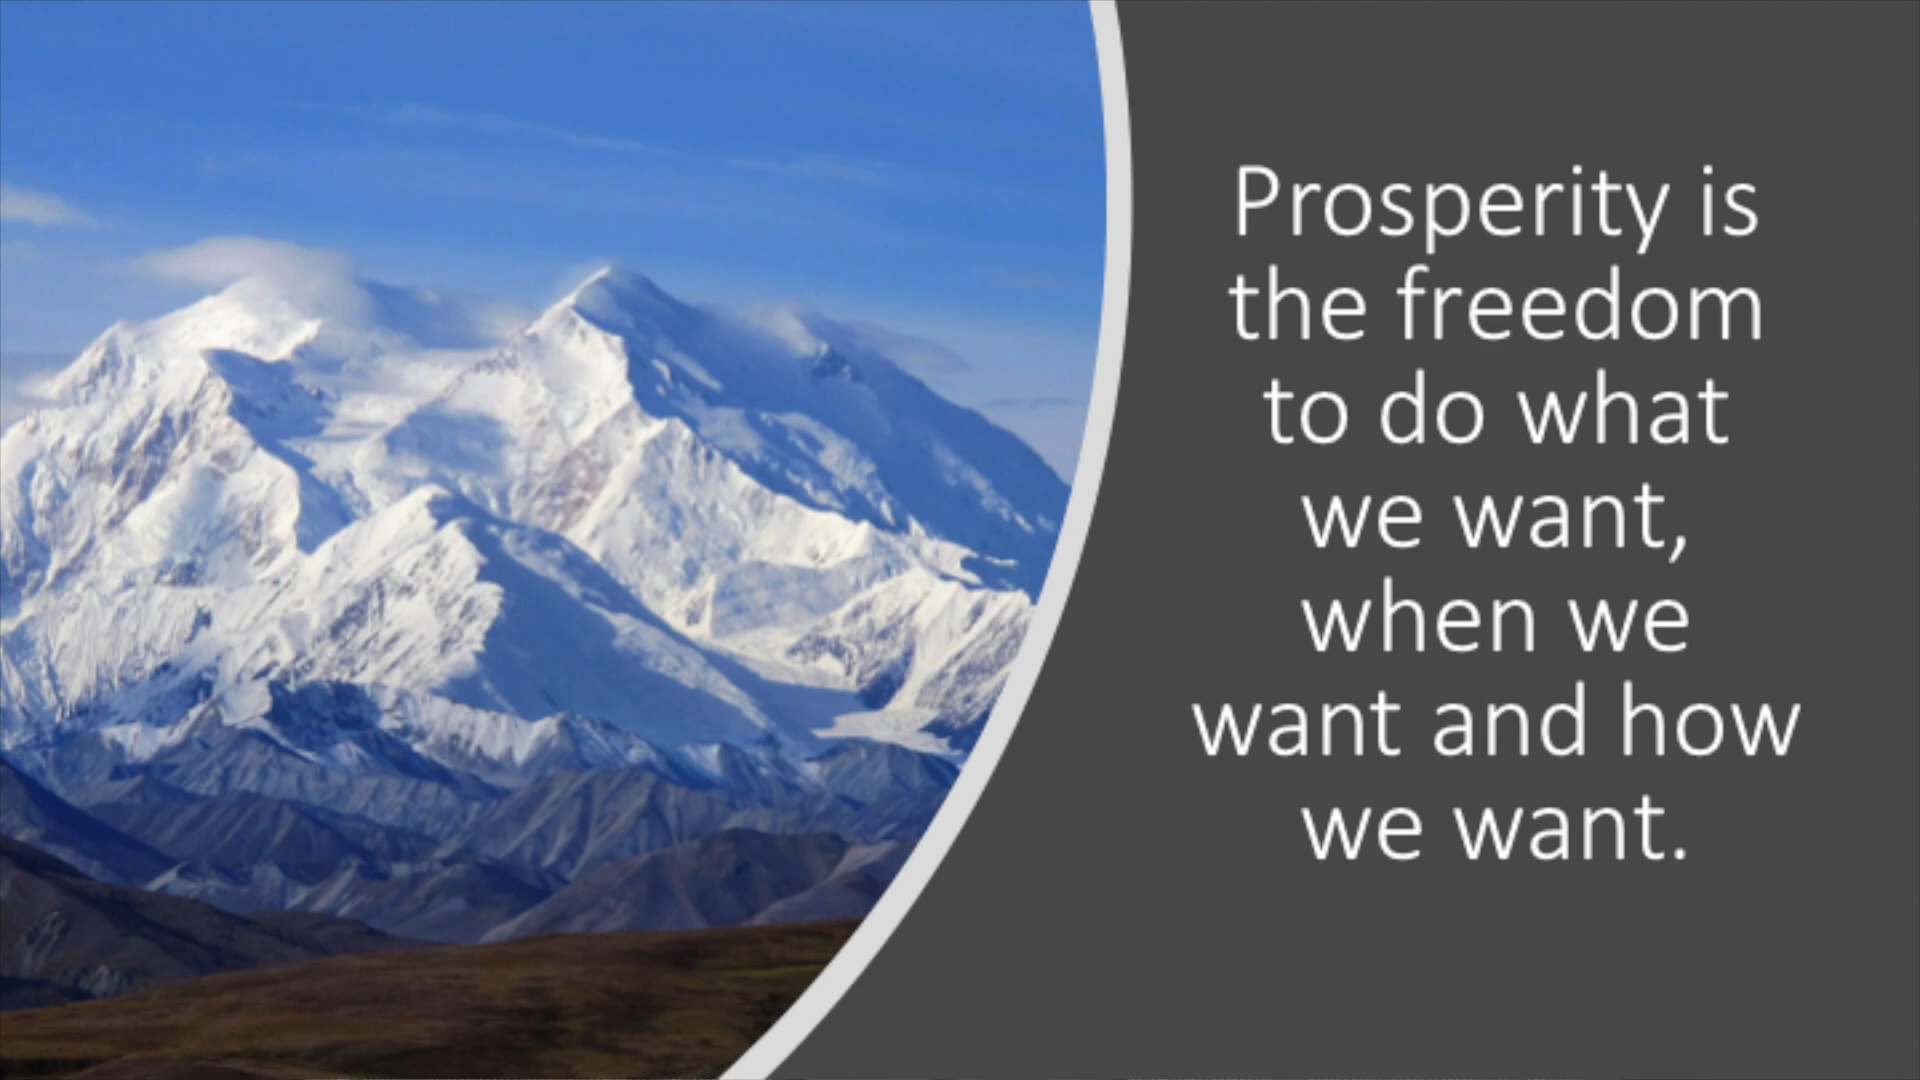 Prosperity is
the freedom
to do what
we want,
when we
want and how
we want.